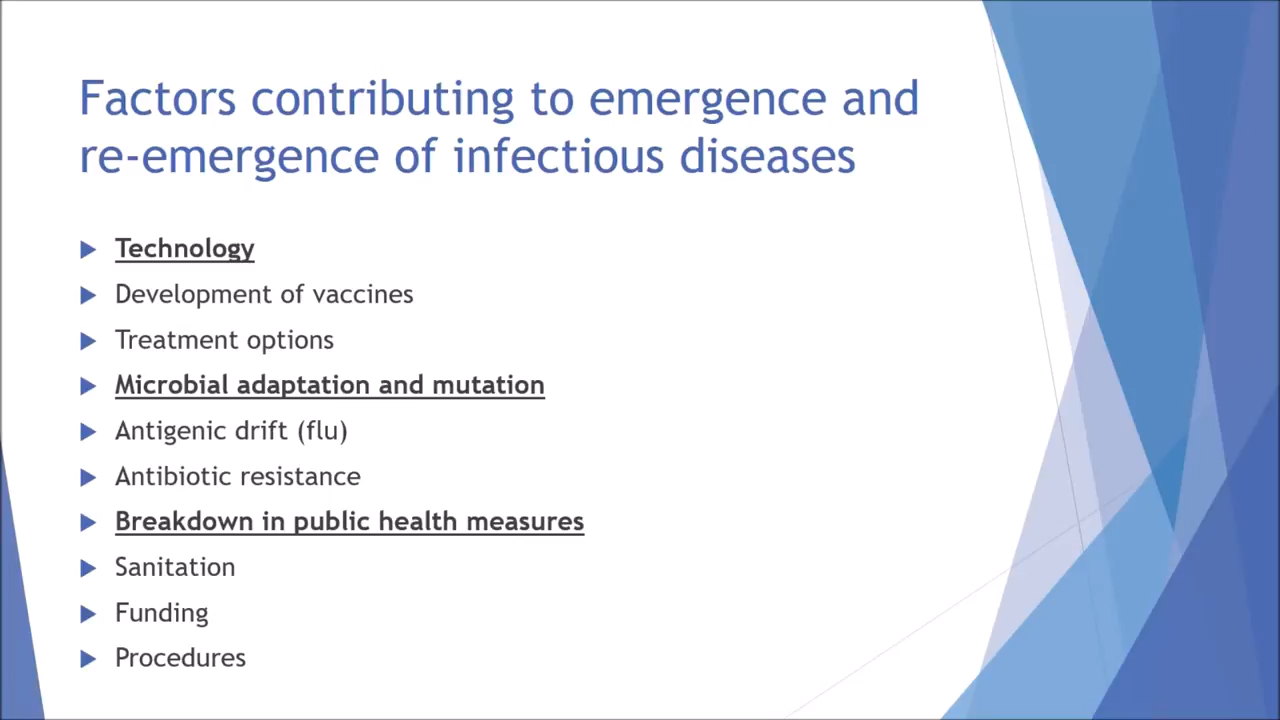 Factors contributing to emergence and
re-emergence of infectious diseases
Technology
Development of vaccines
Treatment options
Microbial adaptation and mutation
Antigenic drift (flu)
Antibiotic resistance
Breakdown in public health measures
Sanitation
Funding
Procedures